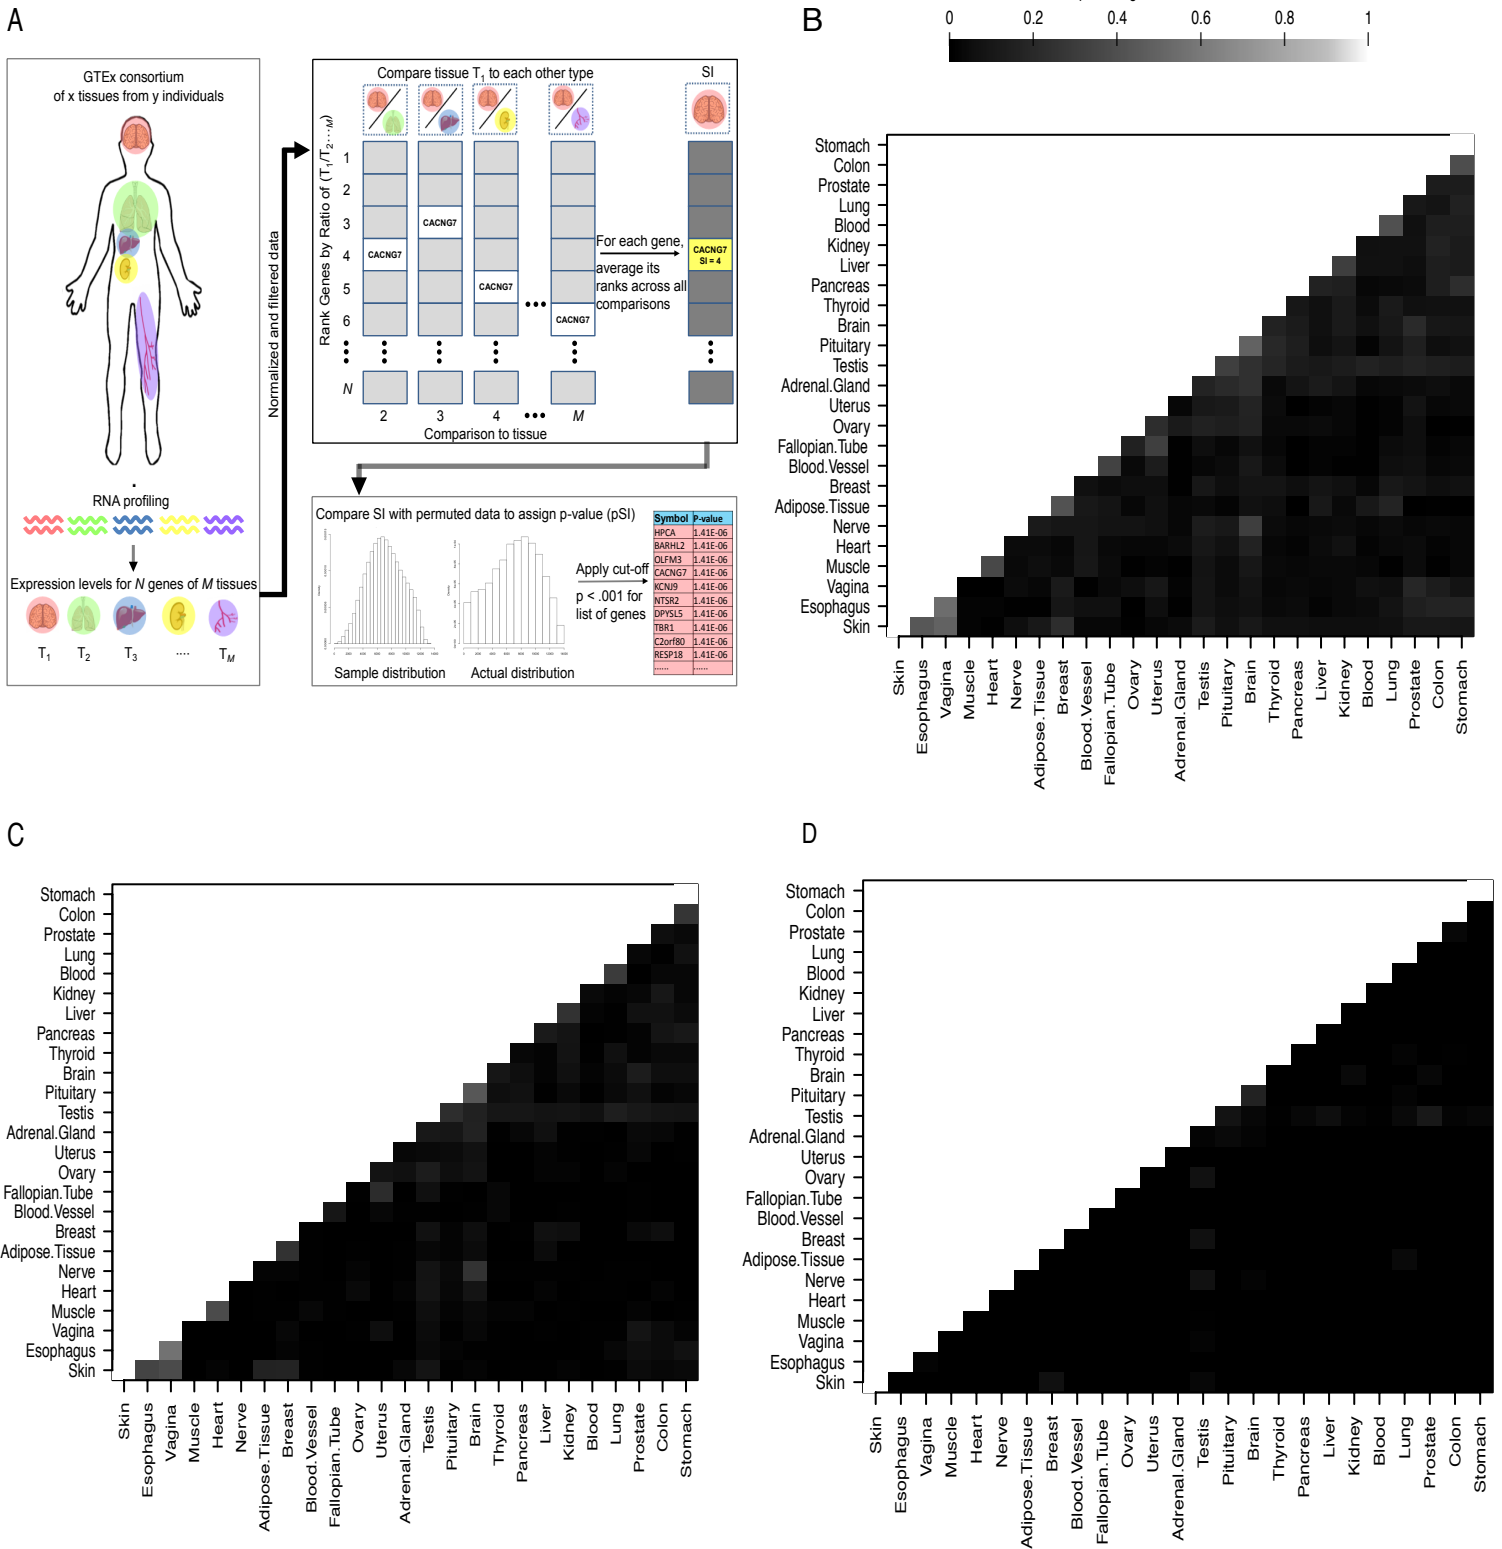 A
GTEx consortium
of x tissues from y individuals
RNA profiling
Expression levels for N genes of M tissues
T1 T2 T3 .... TM
Normalized and filtered data
Compare tissue T1 to each other type
SI
Rank Genes by Ratio of (T1/T2...M)
1
2
3
4
5
6
N
CACNG7
CACNG7
CACNG7
CACNG7
For each gene,
average its
ranks across all
comparisons
CACNG7
SI = 4
2 3 4 M
Comparison to tissue
Compare SI with permuted data to assign p-value (pSI)
Sample distribution
Actual distribution
Apply cut-off
p < .001 for
list of genes
Symbol P-value
HPCA 1.41E-06
BARHL2 1.41E-06
OLFM3 1.41E-06
CACNG7 1.41E-06
KCNJ9 1.41E-06
NTSR2 1.41E-06
DPYSL5 1.41E-06
TBR1 1.41E-06
C2orf80 1.41E-06
RESP18 1.41E-06
...... ......
B
0 0.2 0.4 0.6 0.8 1
Stomach
Colon
Prostate
Lung
Blood
Kidney
Liver
Pancreas
Thyroid
Brain
Pituitary
Testis
Adrenal.Gland
Uterus
Ovary
Fallopian.Tube
Blood.Vessel
Breast
Adipose.Tissue
Nerve
Heart
Muscle
Vagina
Esophagus
Skin
Skin
Esophagus
Vagina
Muscle
Heart
Nerve
Adipose.Tissue
Breast
Blood.Vessel
Fallopian.Tube
Ovary
Uterus
Adrenal.Gland
Testis
Pituitary
Brain
Thyroid
Pancreas
Liver
Kidney
Blood
Lung
Prostate
Colon
Stomach
C
Stomach
Colon
Prostate
Lung
Blood
Kidney
Liver
Pancreas
Thyroid
Brain
Pituitary
Testis
Adrenal.Gland
Uterus
Ovary
Fallopian.Tube
Blood.Vessel
Breast
Adipose.Tissue
Nerve
Heart
Muscle
Vagina
Esophagus
Skin
Skin
Esophagus
Vagina
Muscle
Heart
Nerve
Adipose.Tissue
Breast
Blood.Vessel
Fallopian.Tube
Ovary
Uterus
Adrenal.Gland
Testis
Pituitary
Brain
Thyroid
Pancreas
Liver
Kidney
Blood
Lung
Prostate
Colon
Stomach
D
Stomach
Colon
Prostate
Lung
Blood
Kidney
Liver
Pancreas
Thyroid
Brain
Pituitary
Testis
Adrenal.Gland
Uterus
Ovary
Fallopian.Tube
Blood.Vessel
Breast
Adipose.Tissue
Nerve
Heart
Muscle
Vagina
Esophagus
Skin
Skin
Esophagus
Vagina
Muscle
Heart
Nerve
Adipose.Tissue
Breast
Blood.Vessel
Fallopian.Tube
Ovary
Uterus
Adrenal.Gland
Testis
Pituitary
Brain
Thyroid
Pancreas
Liver
Kidney
Blood
Lung
Prostate
Colon
Stomach